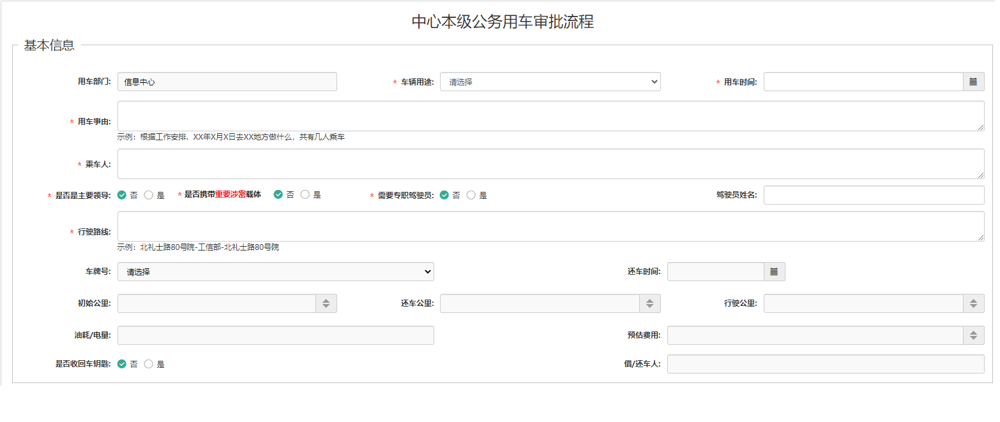 中心本级公务用车审批流程
基本信息
用车部门: 信息中心 * 车辆用途: 请选择 * 用车时间:
* 用车事由:
示例：根据工作安排，XX年X月X日去XX地方做什么，共有几人乘车
* 乘车人:
* 是否是主要领导: 否 是 * 是否携带重要涉密载体 否 是 * 需要专职驾驶员: 否 是 驾驶员姓名:
* 行驶路线:
示例：北礼士路80号院-工信部-北礼士路80号院
车牌号: 请选择 还车时间:
初始公里: 还车公里: 行驶公里:
油耗/电量: 预估费用:
是否收回车钥匙: 否 是 借/还车人: